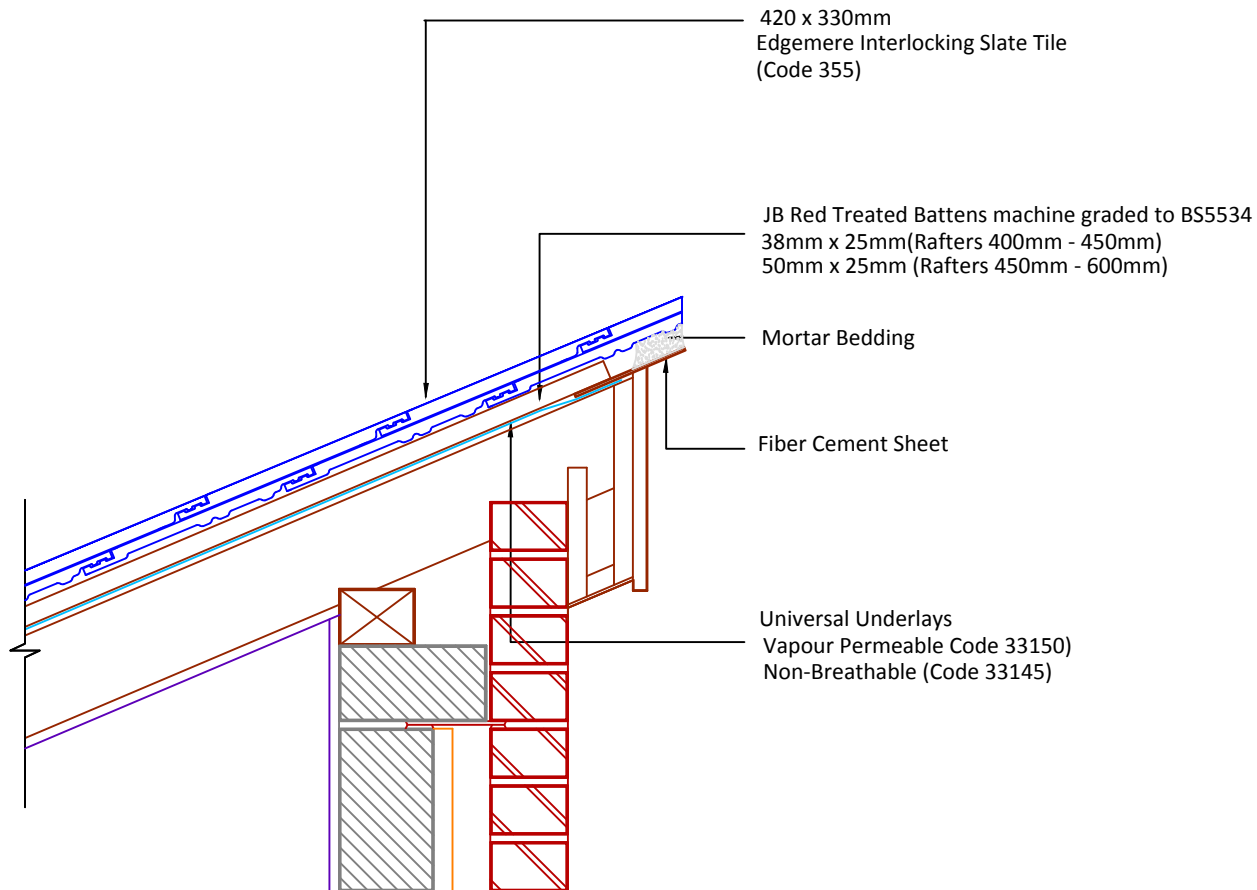 420 x 330mm
Edgemere Interlocking Slate Tile
(Code 355)
JB Red Treated Battens machine graded to BS5534
38mm x 25mm(Rafters 400mm - 450mm)
50mm x 25mm (Rafters 450mm - 600mm)
Mortar Bedding
Fiber Cement Sheet
Universal Underlays
Vapour Permeable Code 33150)
Non-Breathable (Code 33145)